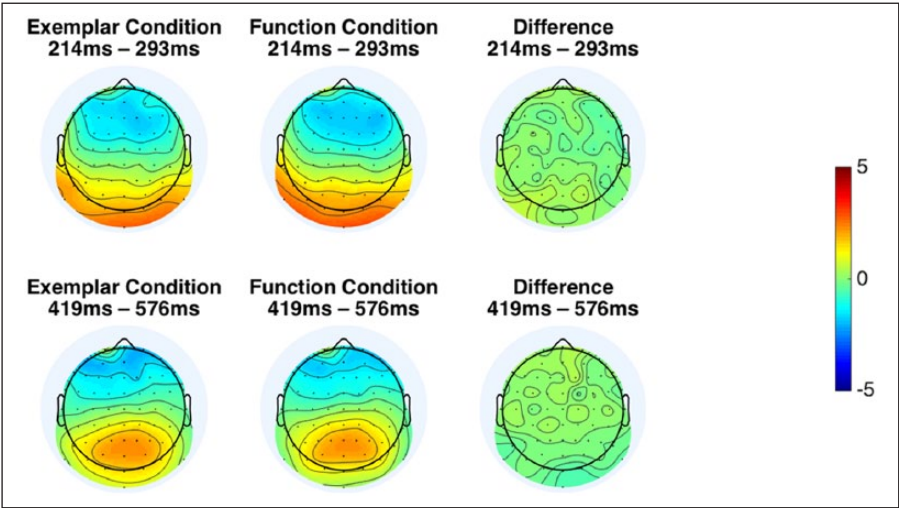 Exemplar Condition
214ms – 293ms
Function Condition
214ms – 293ms
Difference
214ms – 293ms
Exemplar Condition
419ms – 576ms
Function Condition
419ms – 576ms
Difference
419ms – 576ms
5
0
-5